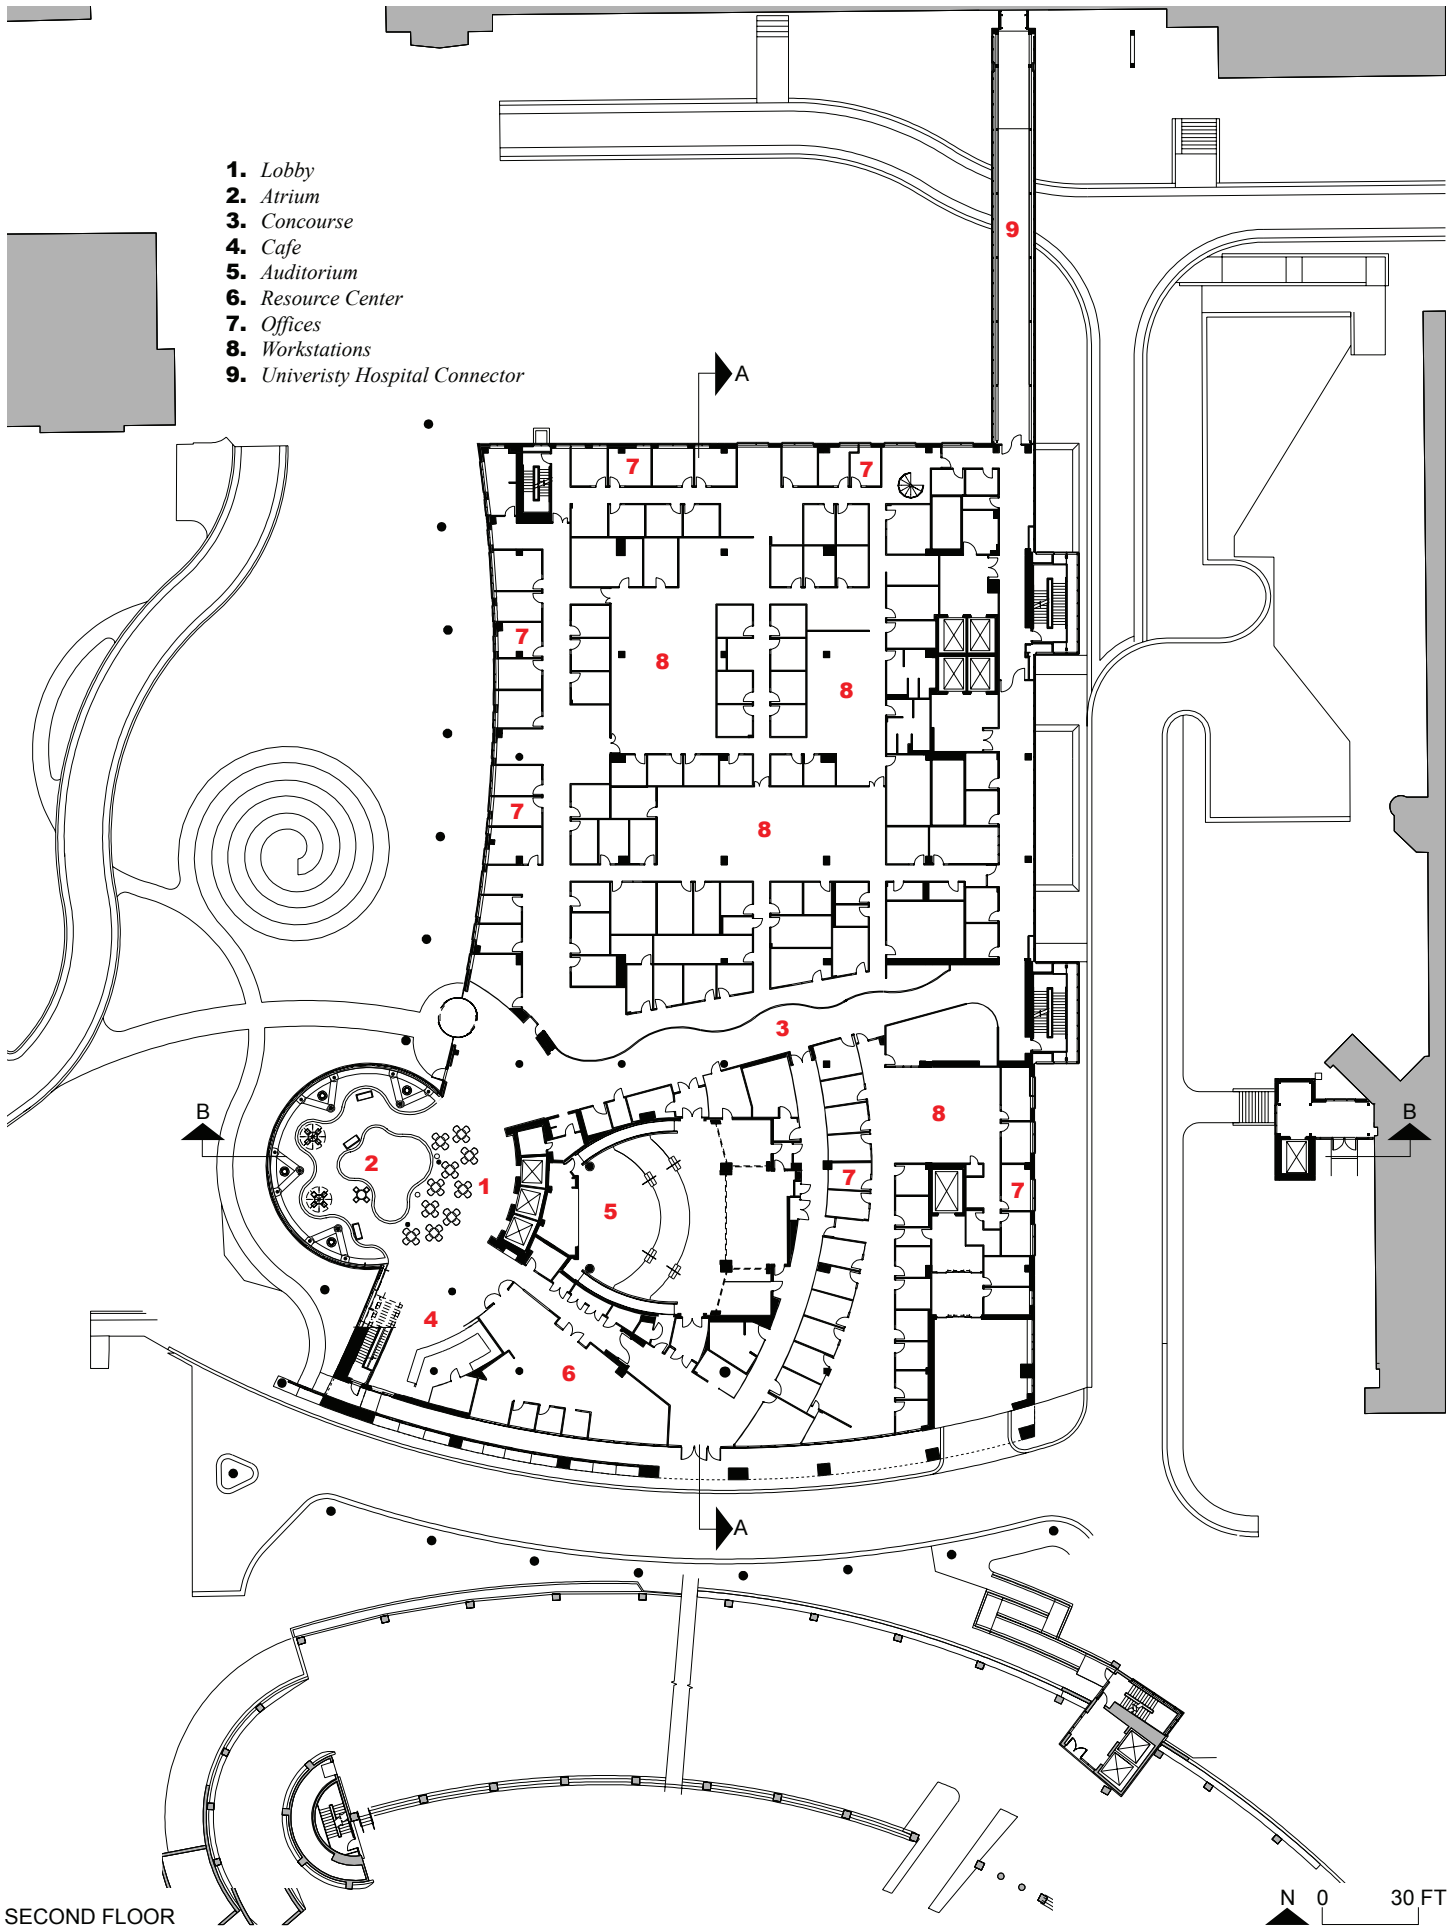 1. Lobby
2. Atrium
3. Concourse
4. Cafe
5. Auditorium
6. Resource Center
7. Offices
8. Workstations
9. Univeristy Hospital Connector
9
A
7 7
7
8
8
7
8
3
B
8
B
2
1
7
7
5
4
6
A
SECOND FLOOR
N 0 30 FT